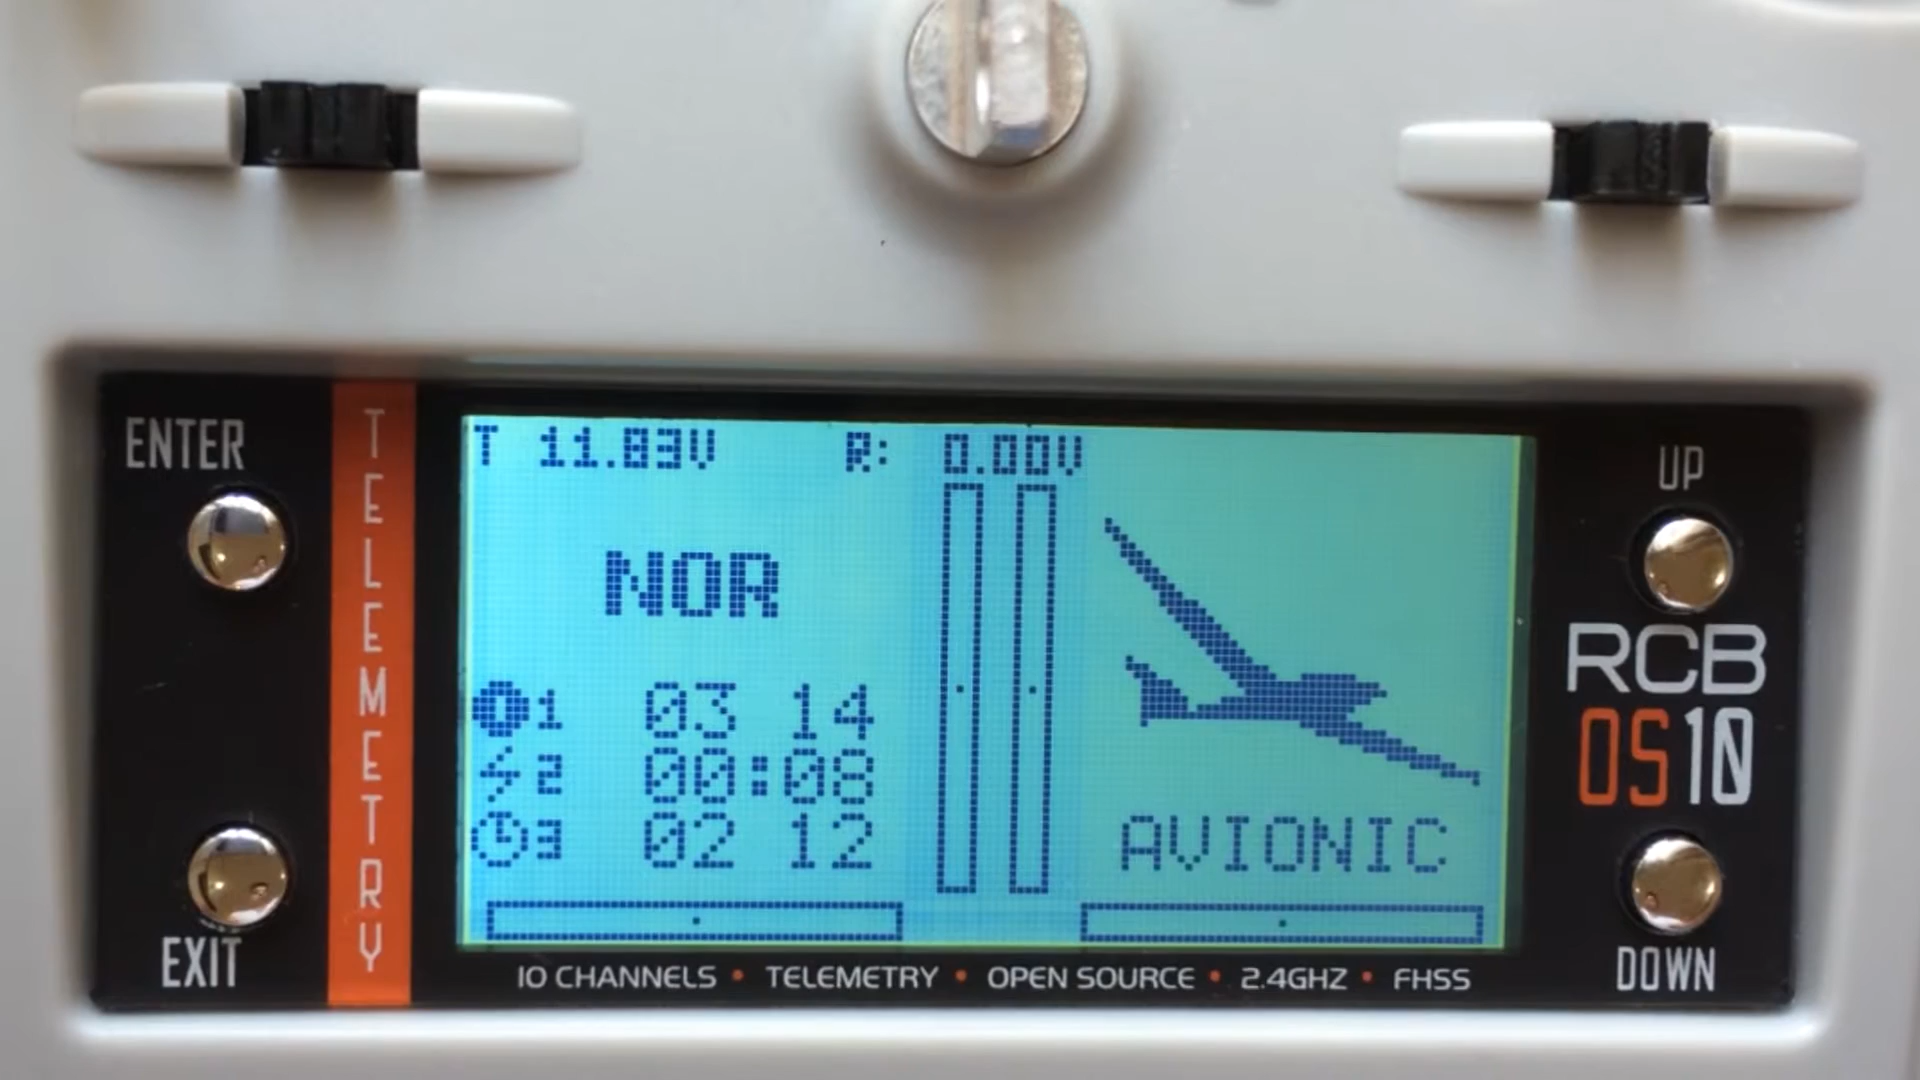 ENTER
EXIT
TELEMETRY
T 11.83V R: 0.00V
NOR
1 03 14
2 00:08
3 02 12
AVIONIC
10 CHANNELS • TELEMETRY • OPEN SOURCE • 2.4GHZ • FHSS
UP
RCB
OS10
DOWN